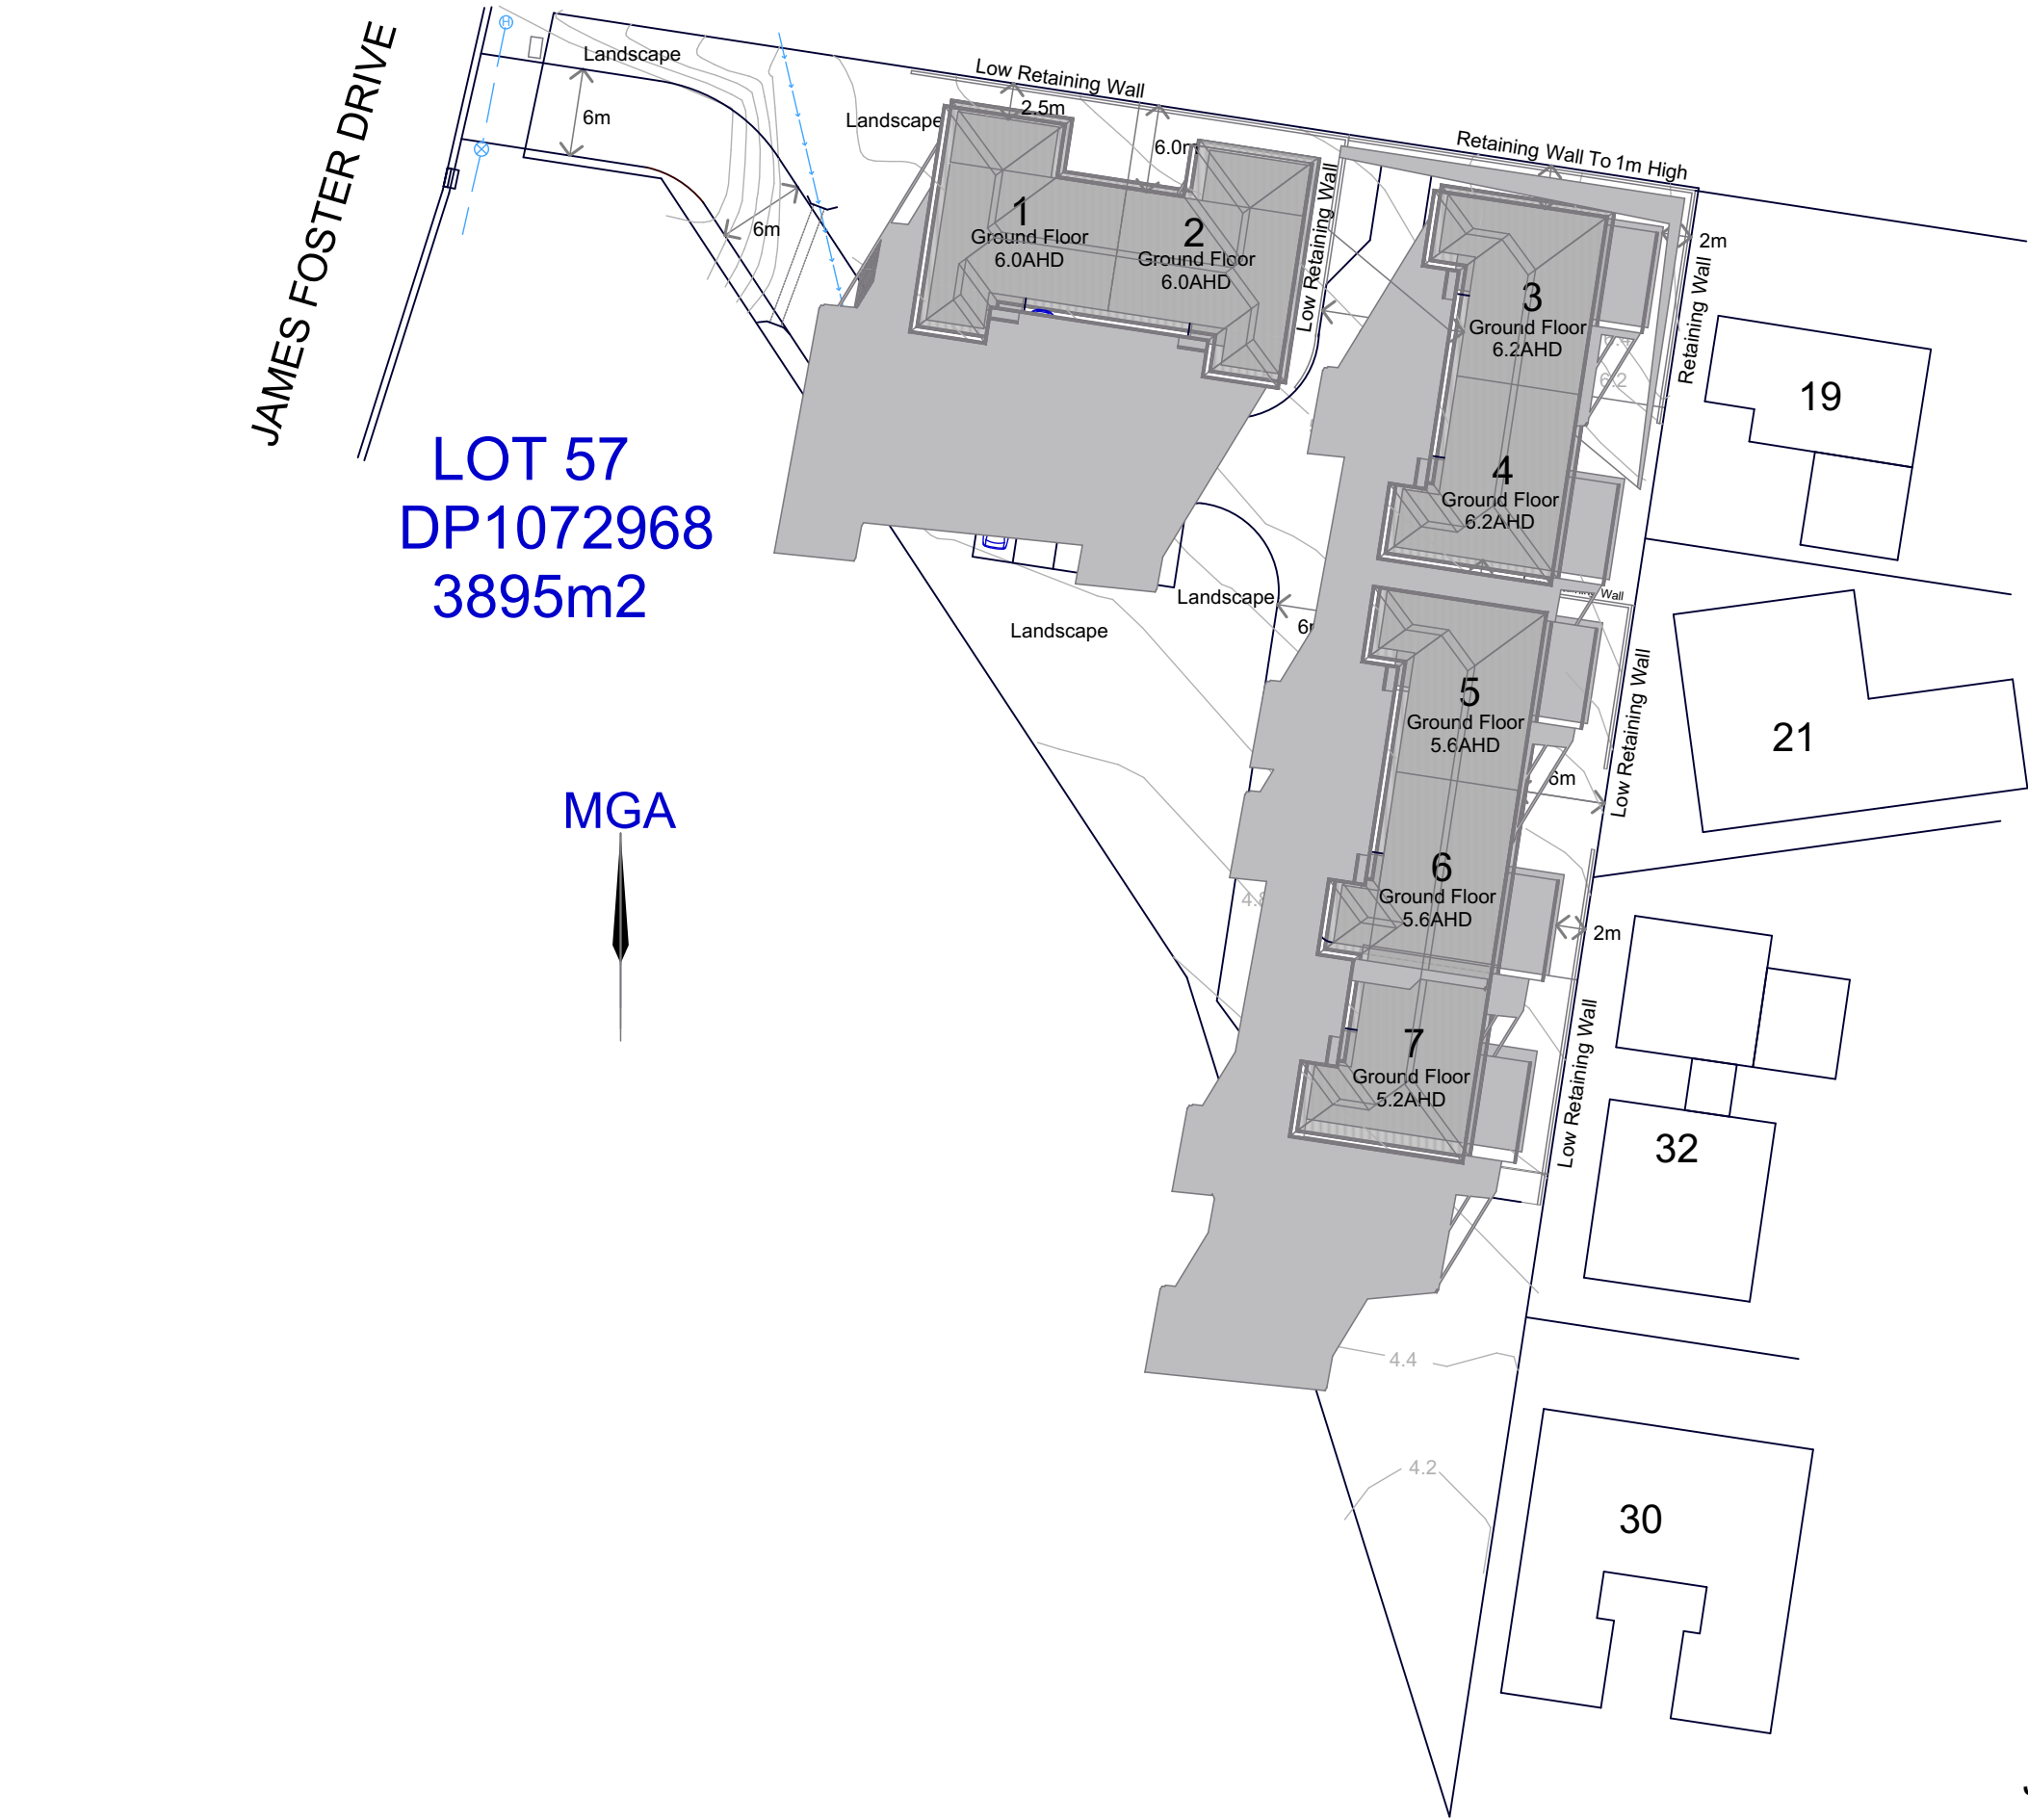 JAMES FOSTER DRIVE
Landscape
6m
6m
Low Retaining Wall
Landscape
2.5m
6.0m
Retaining Wall To 1m High
1
Ground Floor
6.0AHD
2
Ground Floor
6.0AHD
Low Retaining Wall
2m
Retaining Wall
3
Ground Floor
6.2AHD
6.2
19
LOT 57
DP1072968
3895m2
4
Ground Floor
6.2AHD
Wall
Landscape
Landscape
5
Ground Floor
5.6AHD
Low Retaining Wall
21
6m
MGA
6
Ground Floor
5.6AHD
2m
7
Ground Floor
5.2AHD
Low Retaining Wall
32
4.4
4.2
30